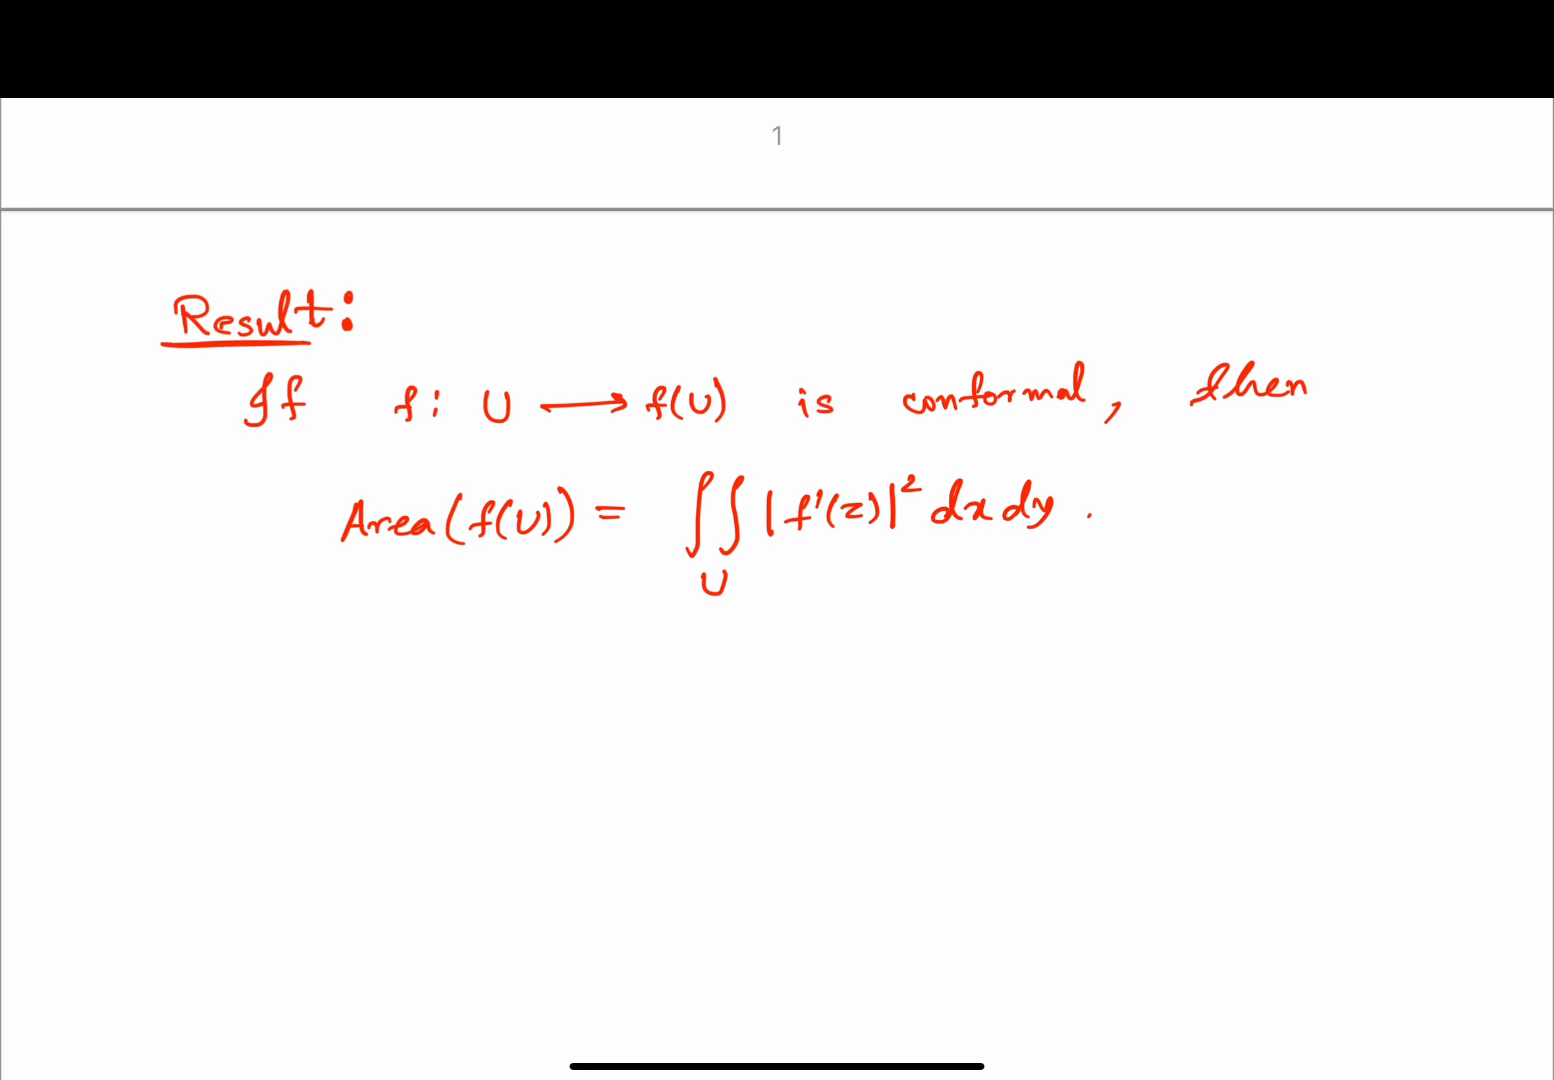 1
Result:
If f: U ⟶ f(U) is conformal, then
Area(f(U)) = ∬_U |f'(z)|² dx dy.